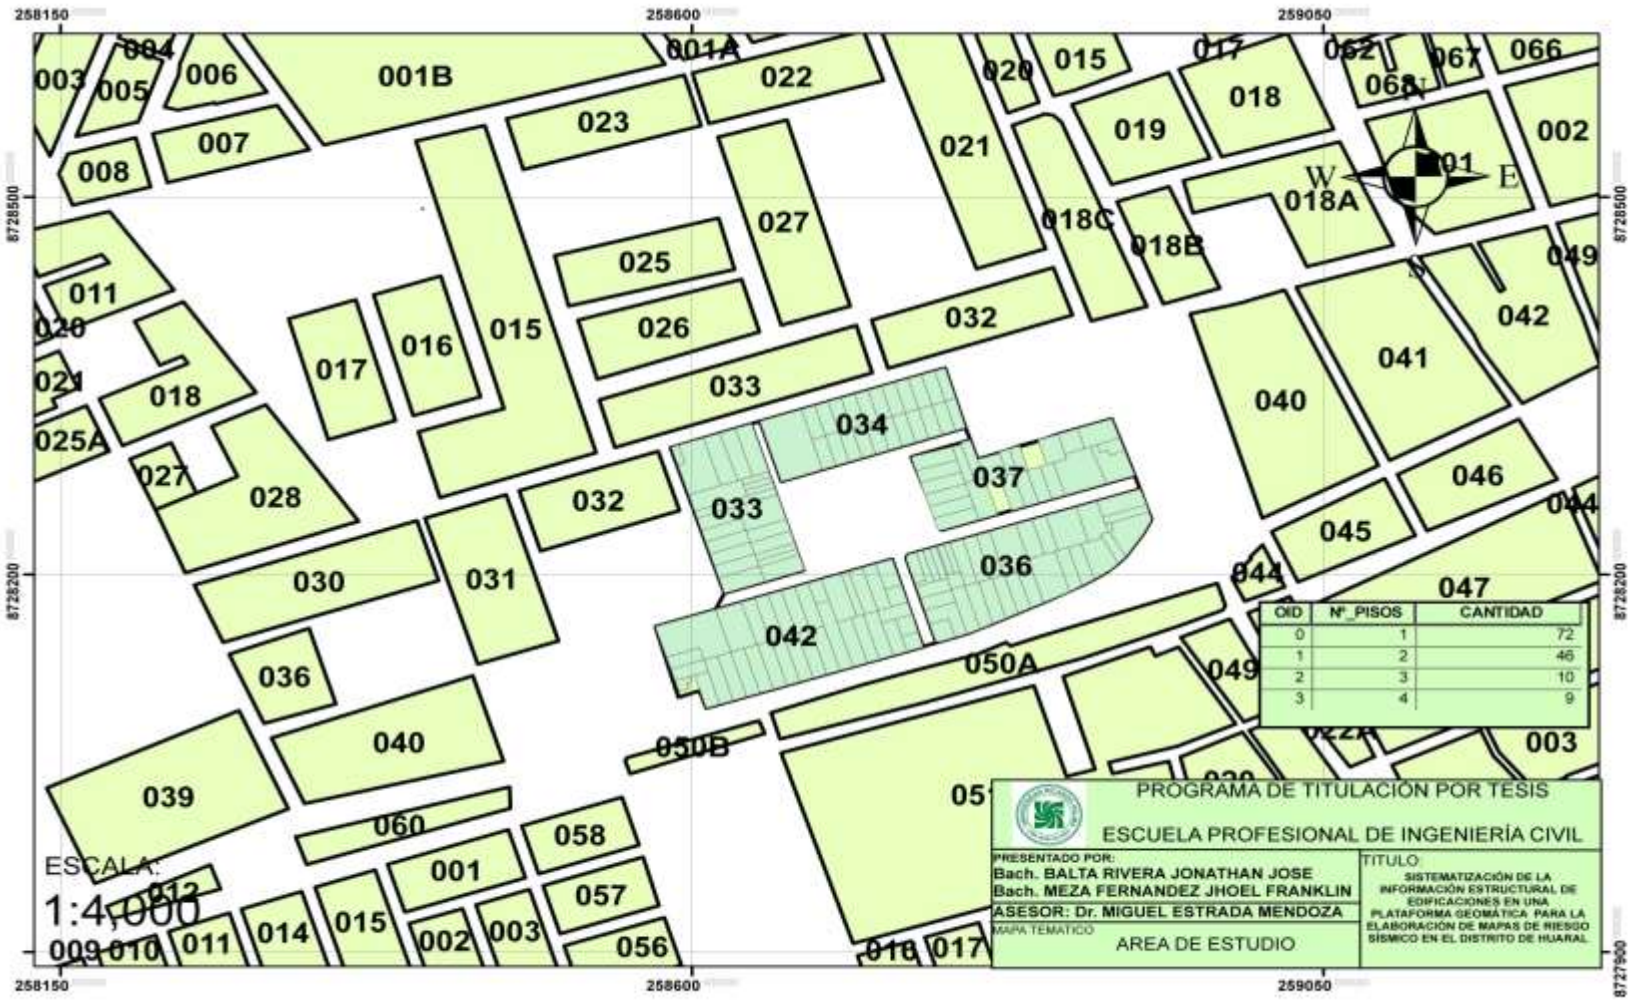 258150 258600 259050
004 001A 017 062 067 066
003 005 006 001B 022 020 015 068
N
018
023 019 002
007 021
008 001
W E
8728500 018A 8728500
027 018C
018B
025 049
011 S
020 026 032 042
015
016 041
017
021 033
018 040
034
025A
027 037 046
028 032 033 044
045
036
030 031 044
8728200 047 8728200
042
036 050A 049
OID N°_PISOS CANTIDAD
0 1 72
1 2 46
2 3 10
3 4 9
022A
040 050B 003
039
060 058
001
057
ESCALA:
1:4,000
012
009 010 011 014 015 002 003 056 016 017
PROGRAMA DE TITULACIÓN POR TESIS
ESCUELA PROFESIONAL DE INGENIERÍA CIVIL
PRESENTADO POR:
Bach. BALTA RIVERA JONATHAN JOSE
Bach. MEZA FERNANDEZ JHOEL FRANKLIN
ASESOR: Dr. MIGUEL ESTRADA MENDOZA
MAPA TEMATICO
AREA DE ESTUDIO
TITULO:
SISTEMATIZACIÓN DE LA
INFORMACIÓN ESTRUCTURAL DE
EDIFICACIONES EN UNA
PLATAFORMA GEOMÁTICA PARA LA
ELABORACIÓN DE MAPAS DE RIESGO
SÍSMICO EN EL DISTRITO DE HUARAL
8727900
258150 258600 259050